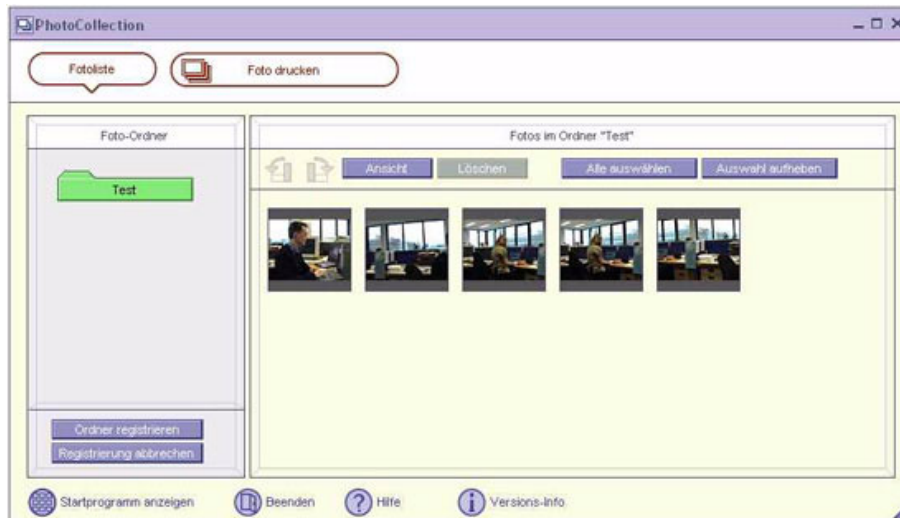 PhotoCollection
Fotoliste
Foto drucken
Foto-Ordner
Fotos im Ordner "Test"
Ansicht
Löschen
Alle auswählen
Auswahl aufheben
Test
Ordner registrieren
Registrierung abbrechen
Startprogramm anzeigen
Beenden
Hilfe
Versions-Info